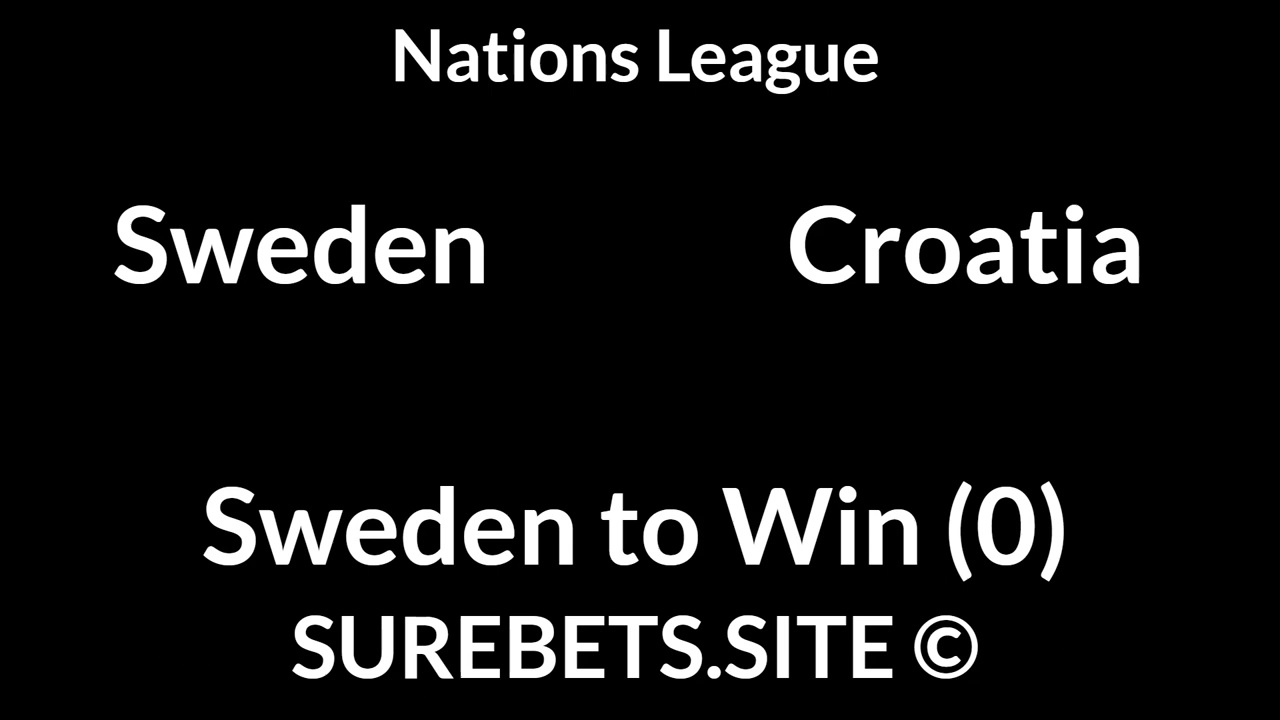 Nations League
Sweden Croatia
Sweden to Win (0)
SUREBETS.SITE ©